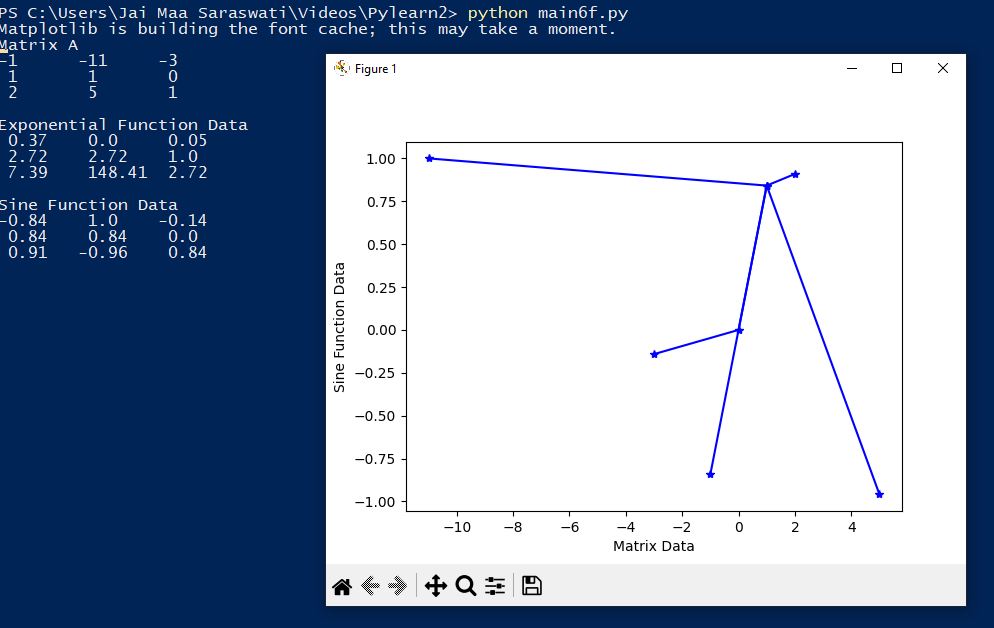 PS C:\Users\Jai Maa Saraswati\Videos\Pylearn2> python main6f.py
Matplotlib is building the font cache; this may take a moment.
Matrix A
-1 -11 -3
1 1 0
2 5 1
Exponential Function Data
0.37 0.0 0.05
2.72 2.72 1.0
7.39 148.41 2.72
Sine Function Data
-0.84 1.0 -0.14
0.84 0.84 0.0
0.91 -0.96 0.84
Figure 1
1.00
0.75
0.50
0.25
0.00
−0.25
−0.50
−0.75
−1.00
Sine Function Data
−10 −8 −6 −4 −2 0 2 4
Matrix Data